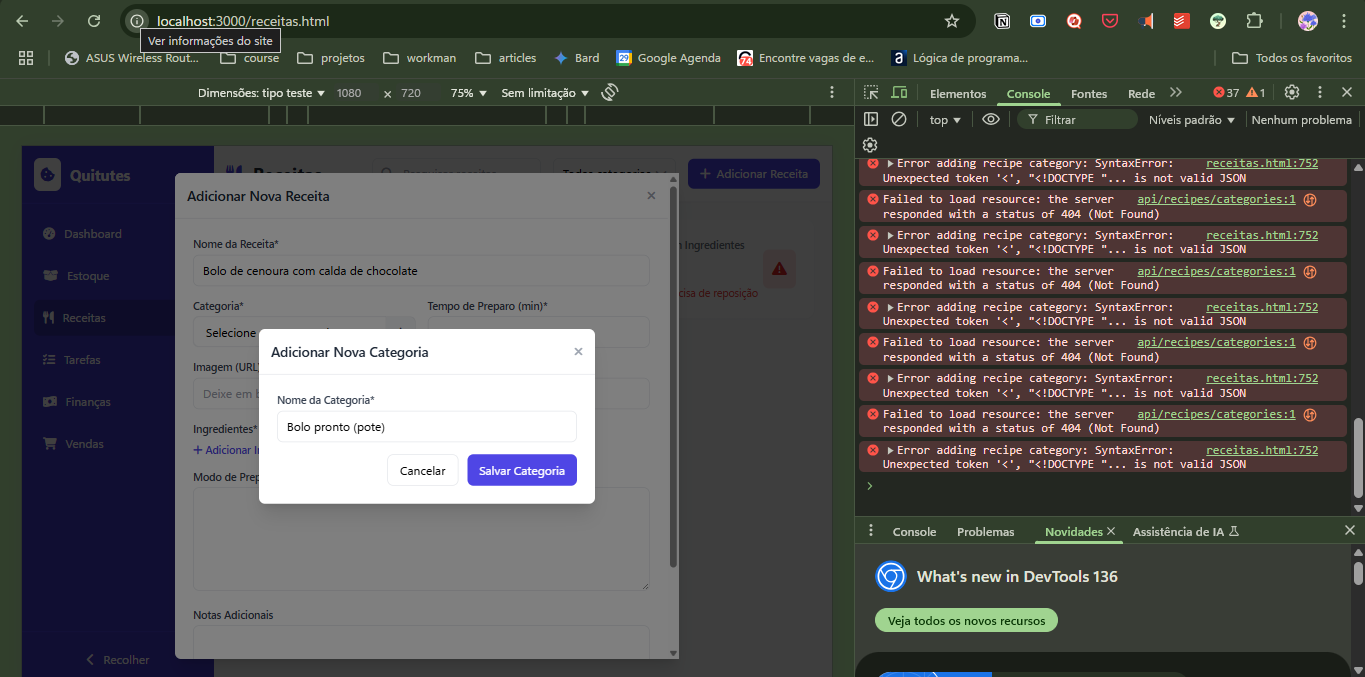 localhost:3000/receitas.html
Ver informações do site
ASUS Wireless Rout...
course
projetos
workman
articles
Bard
Google Agenda
Encontre vagas de e...
Lógica de programa...
Todos os favoritos
Dimensões: tipo teste
1080
×
720
75%
Sem limitação
Elementos
Console
Fontes
Rede
37
1
top
Filtrar
Níveis padrão
Nenhum problema
Quitutes
Dashboard
Estoque
Receitas
Tarefas
Finanças
Vendas
Recolher
Receitas
Adicionar Receita
Ingredientes
reposição
Adicionar Nova Receita
Nome da Receita*
Bolo de cenoura com calda de chocolate
Categoria*
Tempo de Preparo (min)*
Selecione
Imagem (URL
Deixe em b
Ingredientes*
+ Adicionar In
Modo de Prep
Notas Adicionais
Adicionar Nova Categoria
Nome da Categoria*
Bolo pronto (pote)
Cancelar
Salvar Categoria
Error adding recipe category: SyntaxError: receitas.html:752
Unexpected token '<', "<!DOCTYPE "... is not valid JSON
Failed to load resource: the server api/recipes/categories:1
responded with a status of 404 (Not Found)
Error adding recipe category: SyntaxError: receitas.html:752
Unexpected token '<', "<!DOCTYPE "... is not valid JSON
Failed to load resource: the server api/recipes/categories:1
responded with a status of 404 (Not Found)
Error adding recipe category: SyntaxError: receitas.html:752
Unexpected token '<', "<!DOCTYPE "... is not valid JSON
Failed to load resource: the server api/recipes/categories:1
responded with a status of 404 (Not Found)
Error adding recipe category: SyntaxError: receitas.html:752
Unexpected token '<', "<!DOCTYPE "... is not valid JSON
Failed to load resource: the server api/recipes/categories:1
responded with a status of 404 (Not Found)
Error adding recipe category: SyntaxError: receitas.html:752
Unexpected token '<', "<!DOCTYPE "... is not valid JSON
Console
Problemas
Novidades
Assistência de IA
What's new in DevTools 136
Veja todos os novos recursos